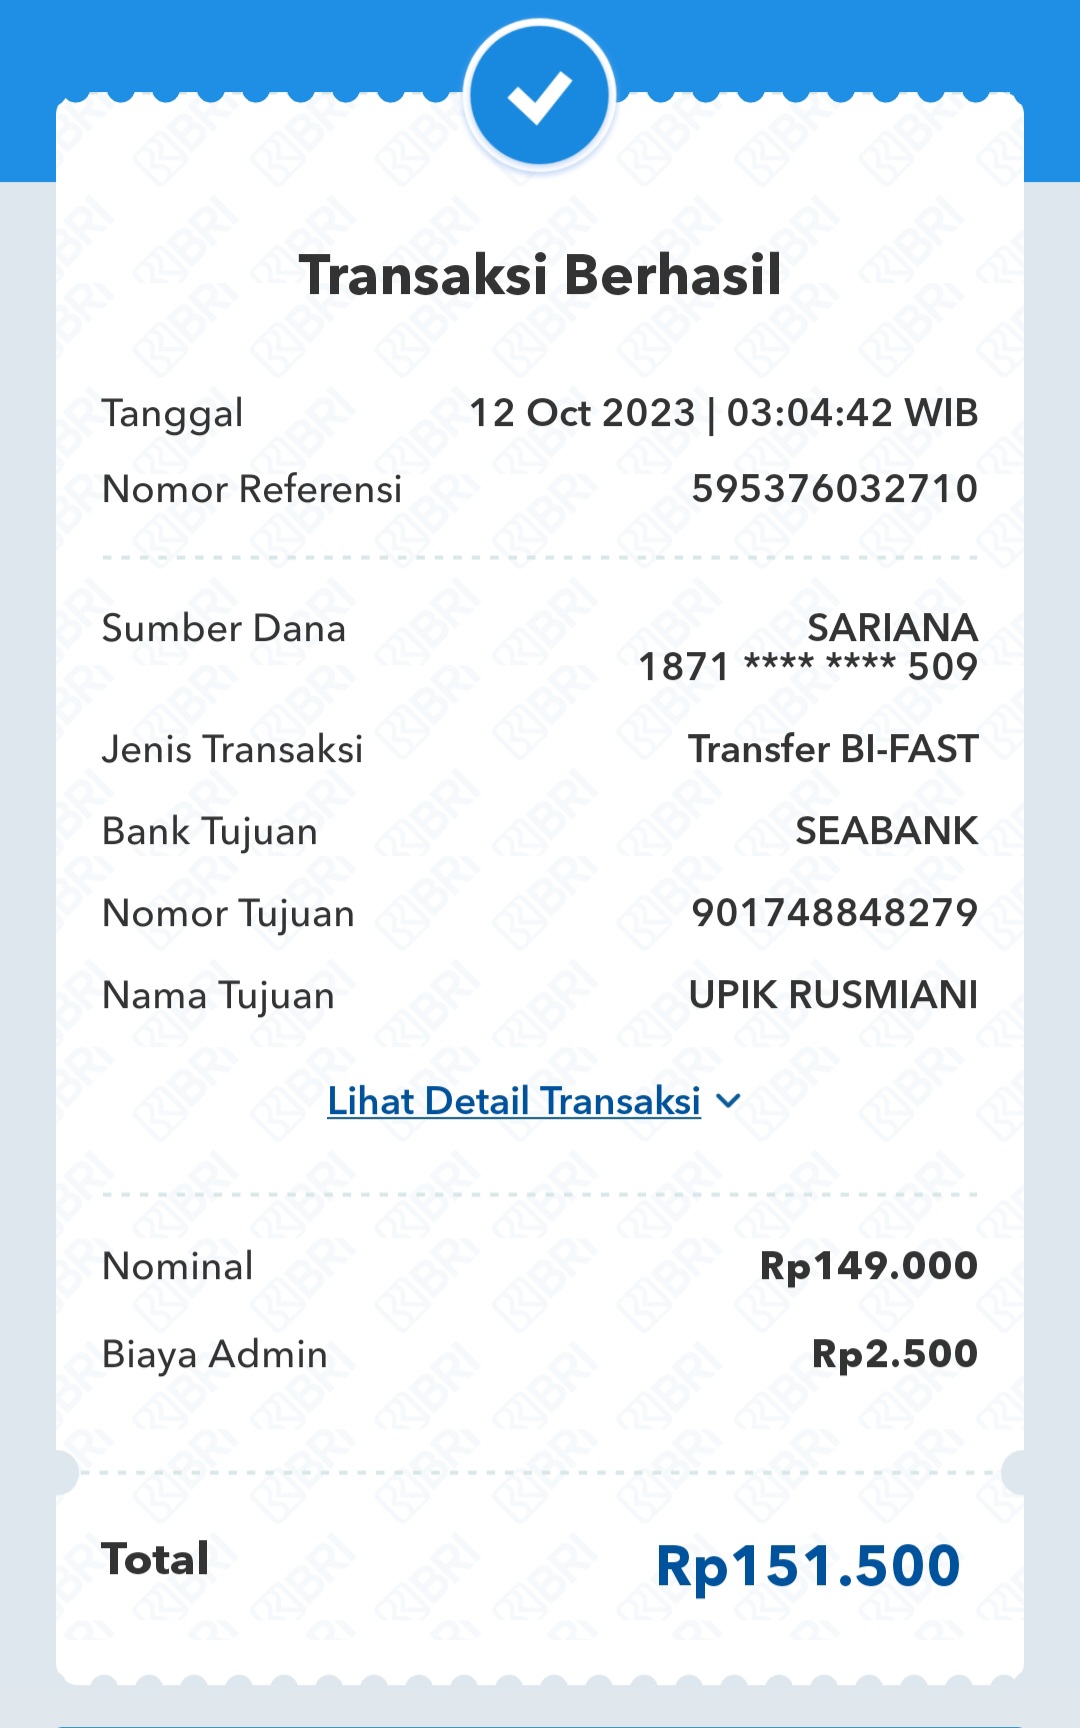 Transaksi Berhasil
Tanggal 12 Oct 2023 | 03:04:42 WIB
Nomor Referensi 595376032710
Sumber Dana SARIANA
1871 **** **** 509
Jenis Transaksi Transfer BI-FAST
Bank Tujuan SEABANK
Nomor Tujuan 901748848279
Nama Tujuan UPIK RUSMIANI
Lihat Detail Transaksi
Nominal Rp149.000
Biaya Admin Rp2.500
Total Rp151.500